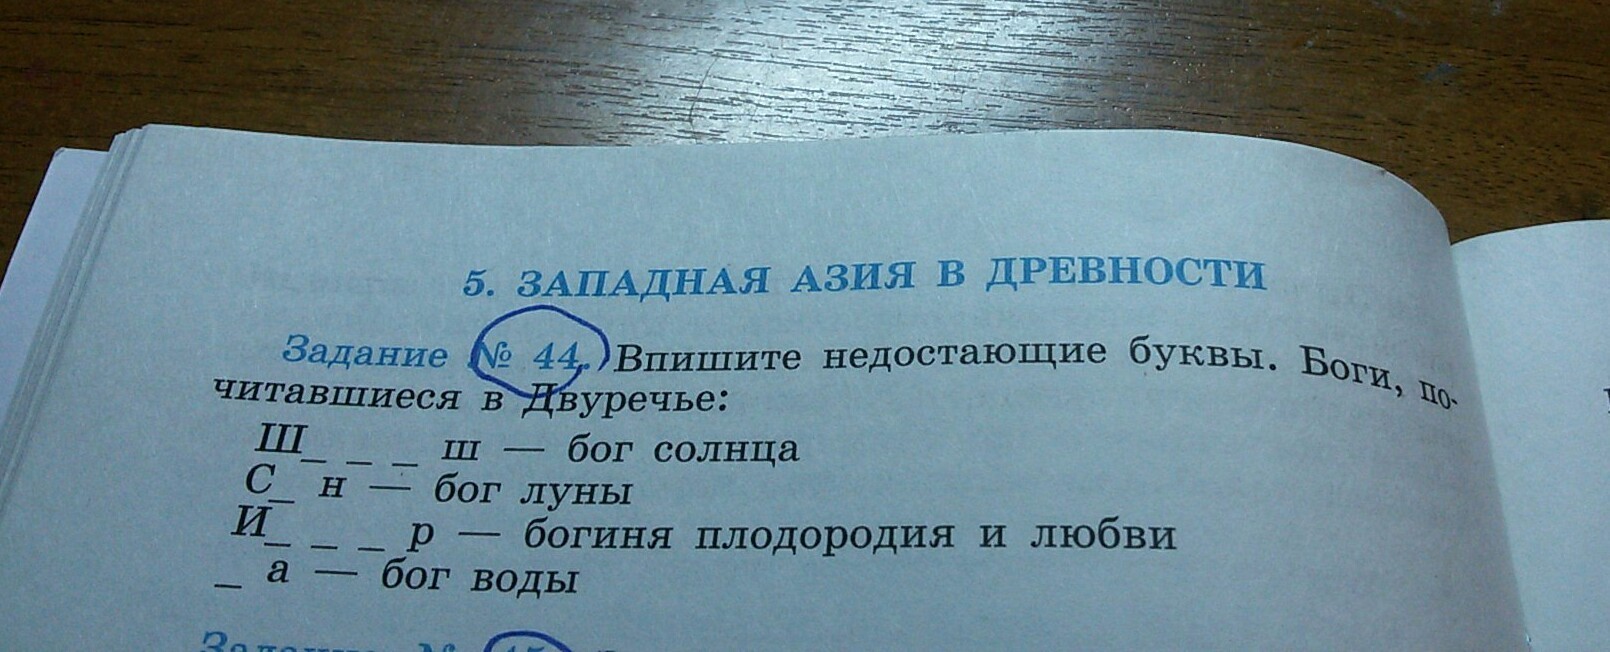 5. ЗАПАДНАЯ АЗИЯ В ДРЕВНОСТИ
Задание № 44. Впишите недостающие буквы. Боги, по-
читавшиеся в Двуречье:
Ш_ _ _ ш — бог солнца
С_ н — бог луны
И_ _ _ р — богиня плодородия и любви
_ а — бог воды